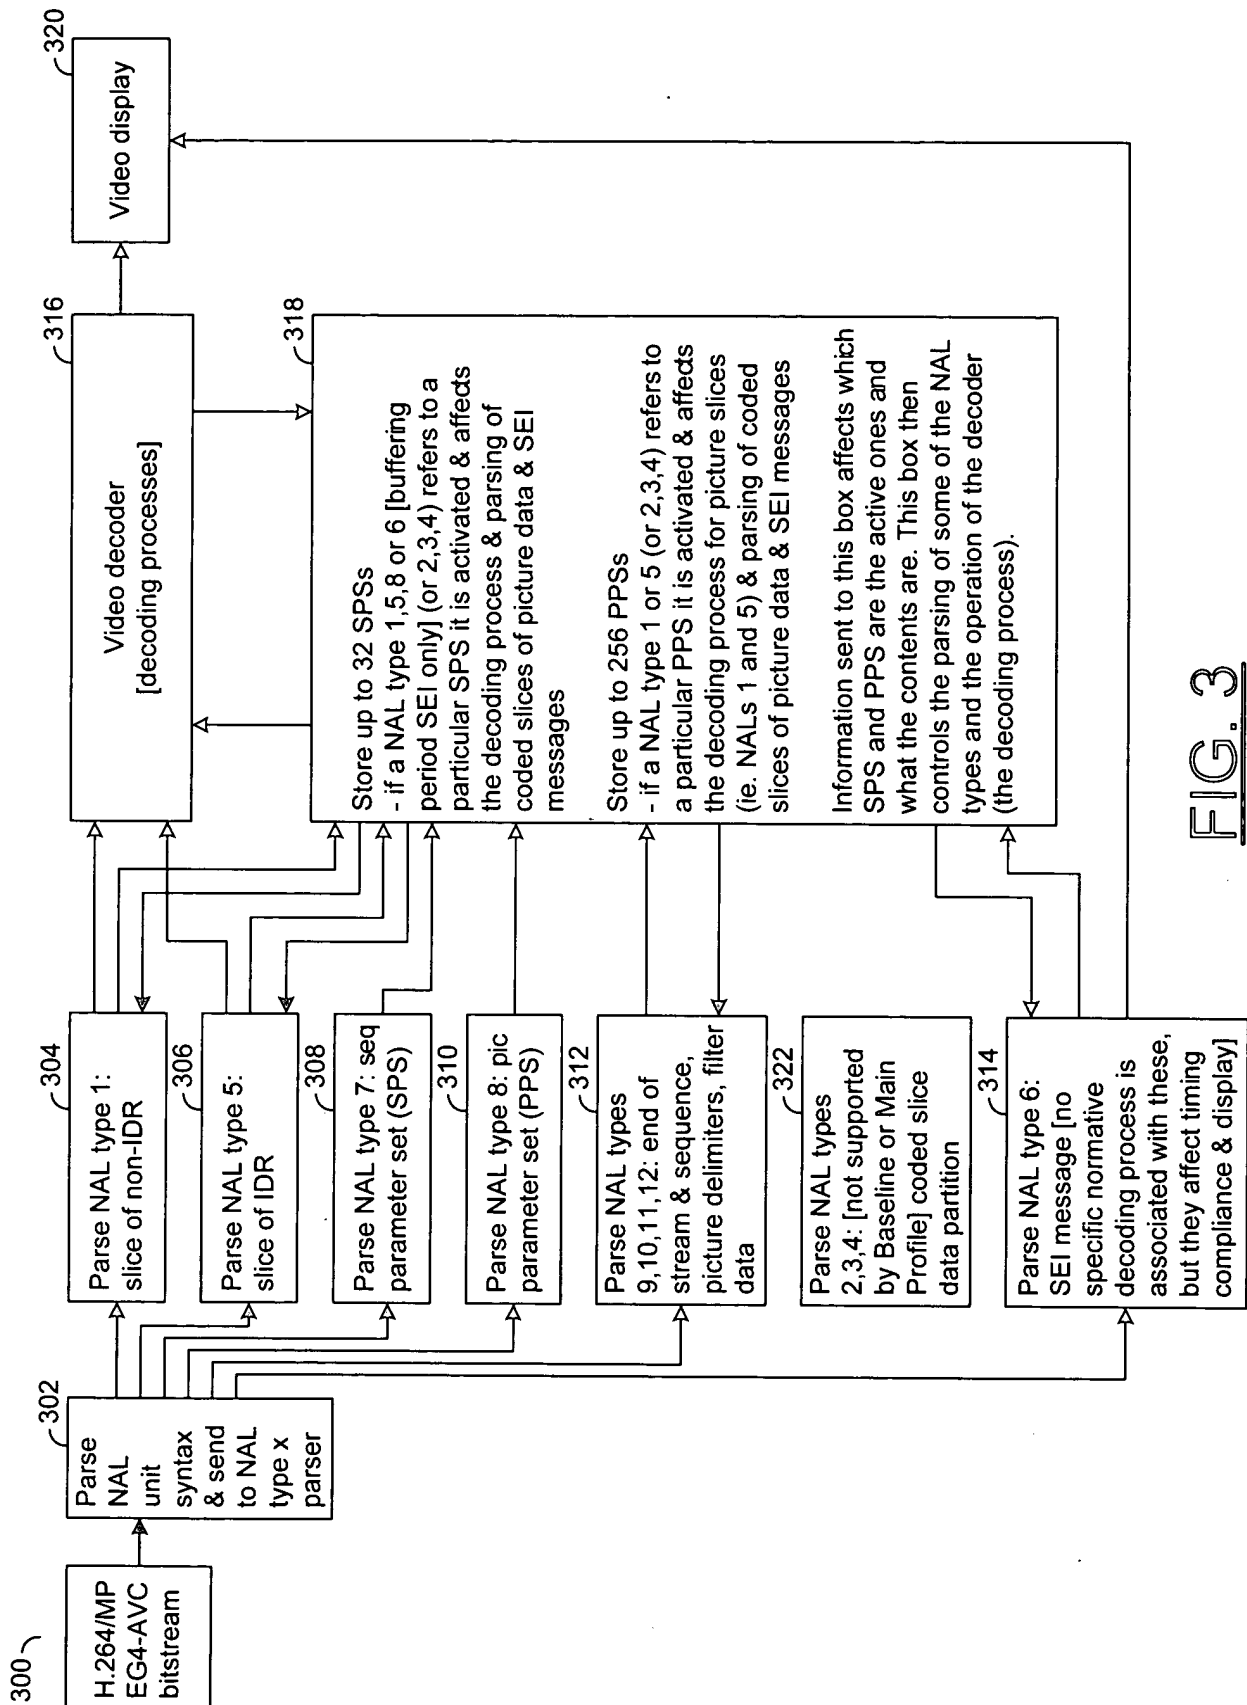 300
H.264/MP
EG4-AVC
bitstream
302
Parse
NAL
unit
syntax
& send
to NAL
type x
parser
304
Parse NAL type 1:
slice of non-IDR
306
Parse NAL type 5:
slice of IDR
308
Parse NAL type 7: seq
parameter set (SPS)
310
Parse NAL type 8: pic
parameter set (PPS)
312
Parse NAL types
9,10,11,12: end of
stream & sequence,
picture delimiters, filter
data
322
Parse NAL types
2,3,4: [not supported
by Baseline or Main
Profile] coded slice
data partition
314
Parse NAL type 6:
SEI message [no
specific normative
decoding process is
associated with these,
but they affect timing
compliance & display]
316
Video decoder
[decoding processes]
318
Store up to 32 SPSs
- if a NAL type 1,5,8 or 6 [buffering
period SEI only] (or 2,3,4) refers to a
particular SPS it is activated & affects
the decoding process & parsing of
coded slices of picture data & SEI
messages
Store up to 256 PPSs
- if a NAL type 1 or 5 (or 2,3,4) refers to
a particular PPS it is activated & affects
the decoding process for picture slices
(ie. NALs 1 and 5) & parsing of coded
slices of picture data & SEI messages
Information sent to this box affects which
SPS and PPS are the active ones and
what the contents are. This box then
controls the parsing of some of the NAL
types and the operation of the decoder
(the decoding process).
320
Video display
FIG. 3